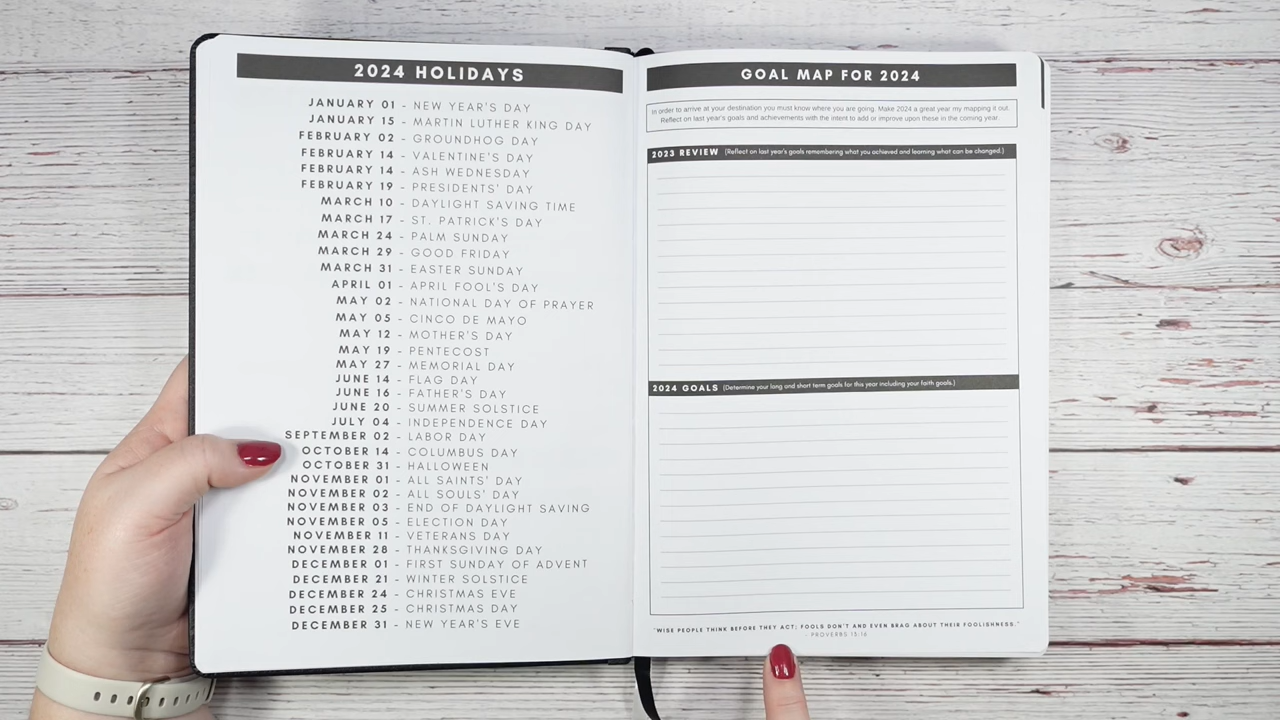 2024 HOLIDAYS
JANUARY 01 - NEW YEAR'S DAY
JANUARY 15 - MARTIN LUTHER KING DAY
FEBRUARY 02 - GROUNDHOG DAY
FEBRUARY 14 - VALENTINE'S DAY
FEBRUARY 14 - ASH WEDNESDAY
FEBRUARY 19 - PRESIDENTS' DAY
MARCH 10 - DAYLIGHT SAVING TIME
MARCH 17 - ST. PATRICK'S DAY
MARCH 24 - PALM SUNDAY
MARCH 29 - GOOD FRIDAY
MARCH 31 - EASTER SUNDAY
APRIL 01 - APRIL FOOL'S DAY
MAY 02 - NATIONAL DAY OF PRAYER
MAY 05 - CINCO DE MAYO
MAY 12 - MOTHER'S DAY
MAY 19 - PENTECOST
MAY 27 - MEMORIAL DAY
JUNE 14 - FLAG DAY
JUNE 16 - FATHER'S DAY
JUNE 20 - SUMMER SOLSTICE
JULY 04 - INDEPENDENCE DAY
SEPTEMBER 02 - LABOR DAY
OCTOBER 14 - COLUMBUS DAY
OCTOBER 31 - HALLOWEEN
NOVEMBER 01 - ALL SAINTS' DAY
NOVEMBER 02 - ALL SOULS' DAY
NOVEMBER 03 - END OF DAYLIGHT SAVING
NOVEMBER 05 - ELECTION DAY
NOVEMBER 11 - VETERANS DAY
NOVEMBER 28 - THANKSGIVING DAY
DECEMBER 01 - FIRST SUNDAY OF ADVENT
DECEMBER 21 - WINTER SOLSTICE
DECEMBER 24 - CHRISTMAS EVE
DECEMBER 25 - CHRISTMAS DAY
DECEMBER 31 - NEW YEAR'S EVE
GOAL MAP FOR 2024
In order to arrive at your destination you must know where you are going. Make 2024 a great year my mapping it out.
Reflect on last year's goals and achievements with the intent to add or improve upon these in the coming year.
2023 REVIEW (Reflect on last year's goals remembering what you achieved and learning what can be changed.)
2024 GOALS (Determine your long and short term goals for this year including your faith goals.)
"WISE PEOPLE THINK BEFORE THEY ACT; FOOLS DON'T AND EVEN BRAG ABOUT THEIR FOOLISHNESS."
- PROVERBS 13:16